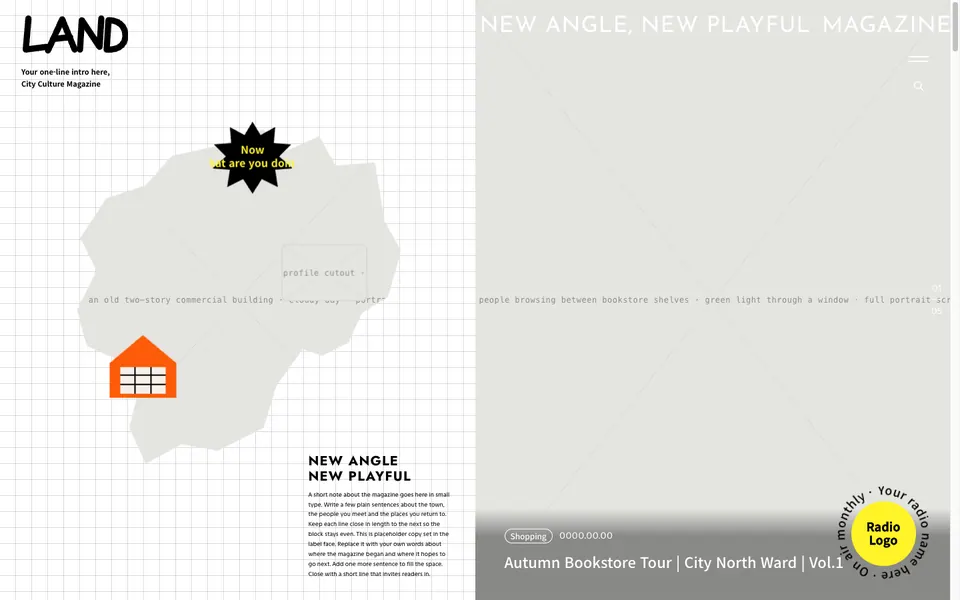 LAND
Your one-line intro here,
City Culture Magazine
NEW ANGLE, NEW PLAYFUL MAGAZINE
Now
are you
profile cutout ·
an old two-story commercial building · cloudy day · portr
people browsing between bookstore shelves · green light through a window · full portrait scr
01
05
NEW ANGLE
NEW PLAYFUL
A short note about the magazine goes here in small
type. Write a few plain sentences about the town,
the people you meet and the places you return to.
Keep each line close in length to the next so the
block stays even. This is placeholder copy set in the
label face. Replace it with your own words about
where the magazine began and where it hopes to
go next. Add one more sentence to fill the space.
Close with a short line that invites readers in.
Shopping
0000.00.00
Autumn Bookstore Tour | City North Ward | Vol.1
Radio
Logo
On air monthly · Your radio name here ·